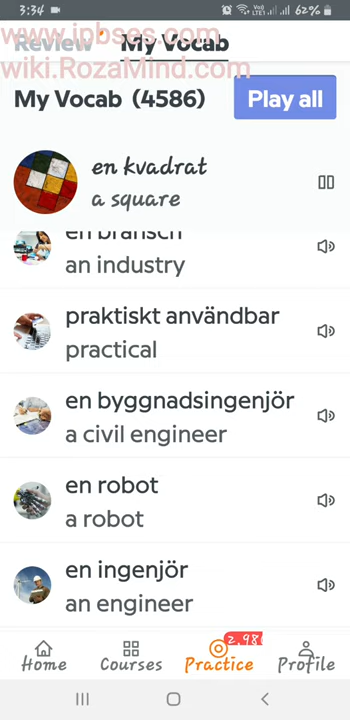 3:34
62%
www.ipbses.com
Review
My Vocab
wiki.RozaMind.com
My Vocab (4586)
Play all
en kvadrat
a square
en bransch
an industry
praktiskt användbar
practical
en byggnadsingenjör
a civil engineer
en robot
a robot
en ingenjör
an engineer
Home
Courses
Practice
Profile